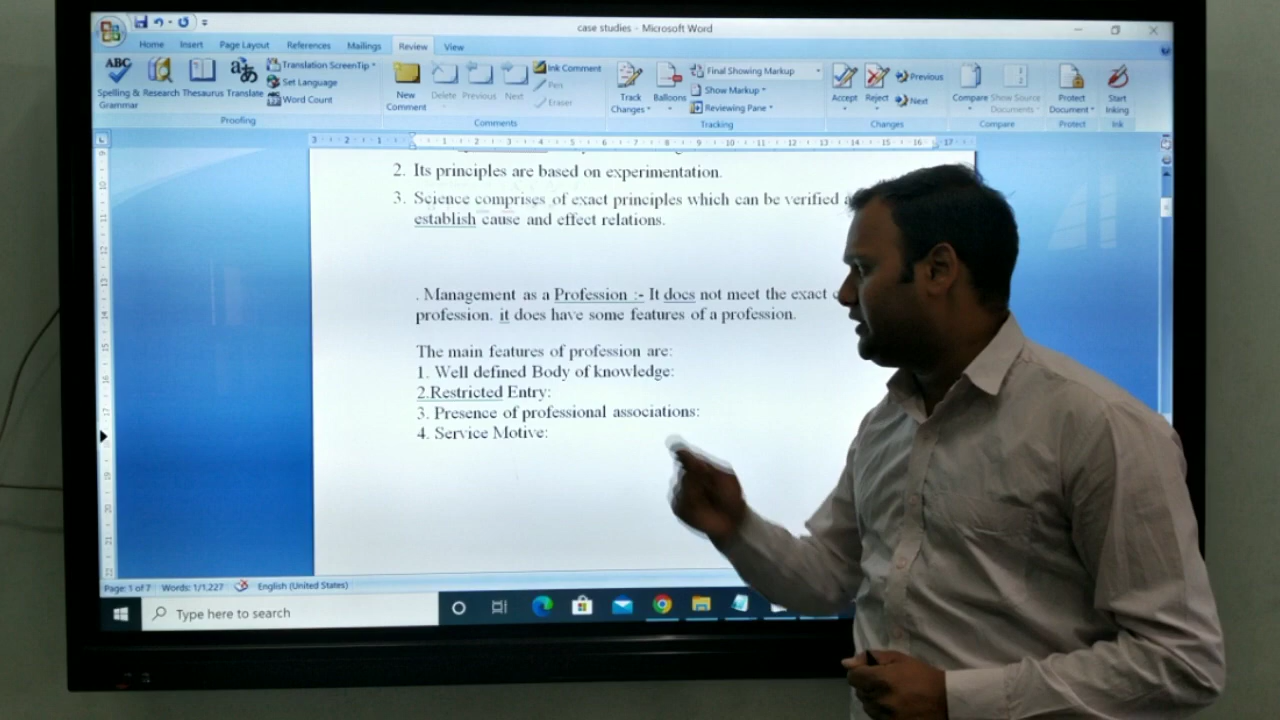 case studies - Microsoft Word
Home Insert Page Layout References Mailings Review View
ABC
Spelling & Grammar
Research
Thesaurus
Translate
Translation ScreenTip
Set Language
Word Count
Proofing
New Comment
Delete
Previous
Next
Ink Comment
Pen
Eraser
Comments
Track Changes
Balloons
Final Showing Markup
Show Markup
Reviewing Pane
Tracking
Accept
Reject
Previous
Next
Changes
Compare
Show Source Documents
Compare
Protect Document
Protect
Start Inking
Ink
2. Its principles are based on experimentation.
3. Science comprises of exact principles which can be verified
establish cause and effect relations.
. Management as a Profession :- It does not meet the exact
profession. it does have some features of a profession.
The main features of profession are:
1. Well defined Body of knowledge:
2.Restricted Entry:
3. Presence of professional associations:
4. Service Motive:
Page: 1 of 7 Words: 1/1,227 English (United States)
Type here to search